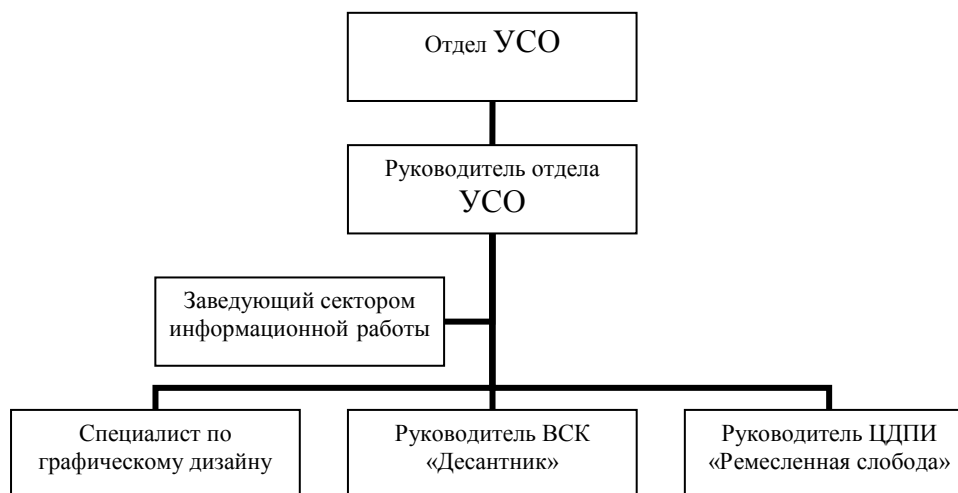 Отдел УСО
Руководитель отдела
УСО
Заведующий сектором
информационной работы
Специалист по
графическому дизайну
Руководитель ВСК
«Десантник»
Руководитель ЦДПИ
«Ремесленная слобода»